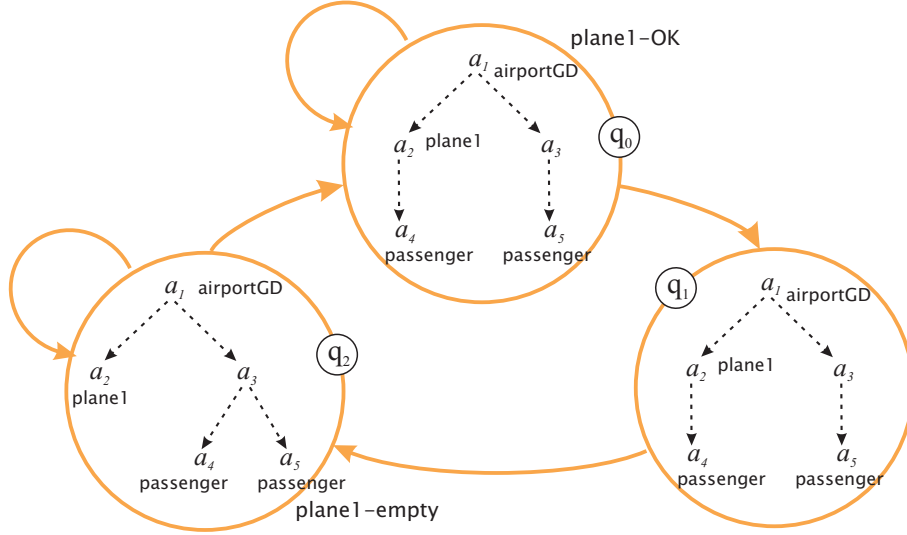 plane1-OK
a1 airportGD
a2 plane1
a3
a4
passenger
a5
passenger
q0
a1 airportGD
a2
plane1
a3
a4
passenger
a5
passenger
q2
plane1-empty
q1
a1 airportGD
a2 plane1
a3
a4
passenger
a5
passenger